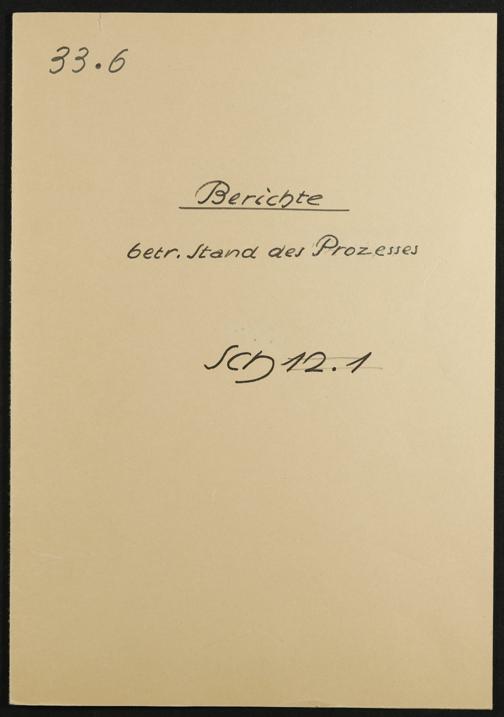 33.6
Berichte
betr. Stand des Prozesses
Sch 12.1